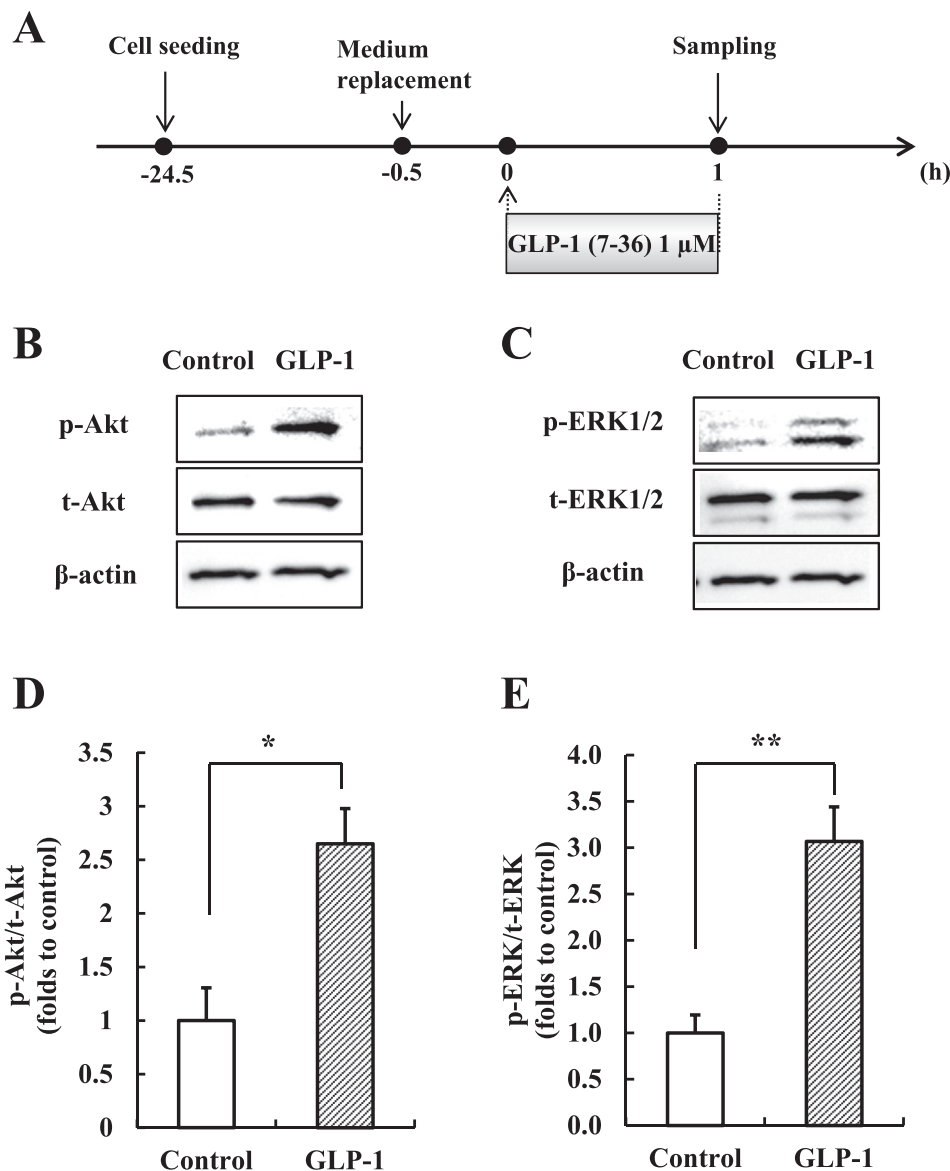 A
Cell seeding
Medium
replacement
Sampling
-24.5
-0.5
0
1
(h)
GLP-1 (7-36) 1 μM
B
Control GLP-1
p-Akt
t-Akt
β-actin
C
Control GLP-1
p-ERK1/2
t-ERK1/2
β-actin
D
*
3.5
3
2.5
2
1.5
1
0.5
0
p-Akt/t-Akt
(folds to control)
Control GLP-1
E
**
4.0
3.5
3.0
2.5
2.0
1.5
1.0
0.5
0.0
p-ERK/t-ERK
(folds to control)
Control GLP-1